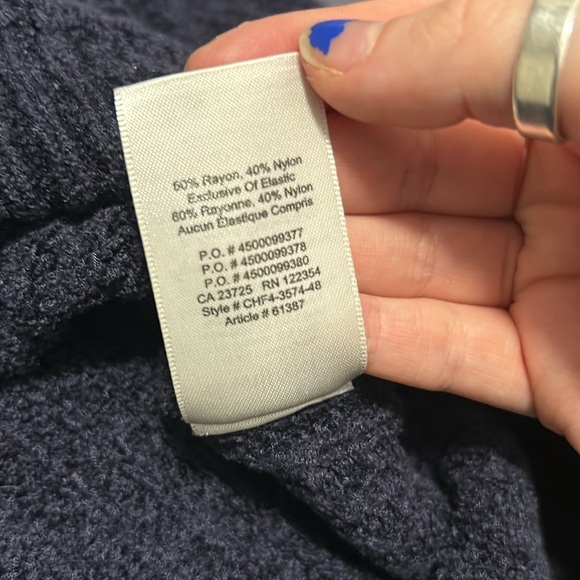 60% Rayon, 40% Nylon
Exclusive Of Elastic
60% Rayonne, 40% Nylon
Aucun Élastique Compris
P.O. # 4500099377
P.O. # 4500099378
P.O. # 4500099380
CA 23725 RN 122354
Style # CHF4-3574-48
Article # 61387